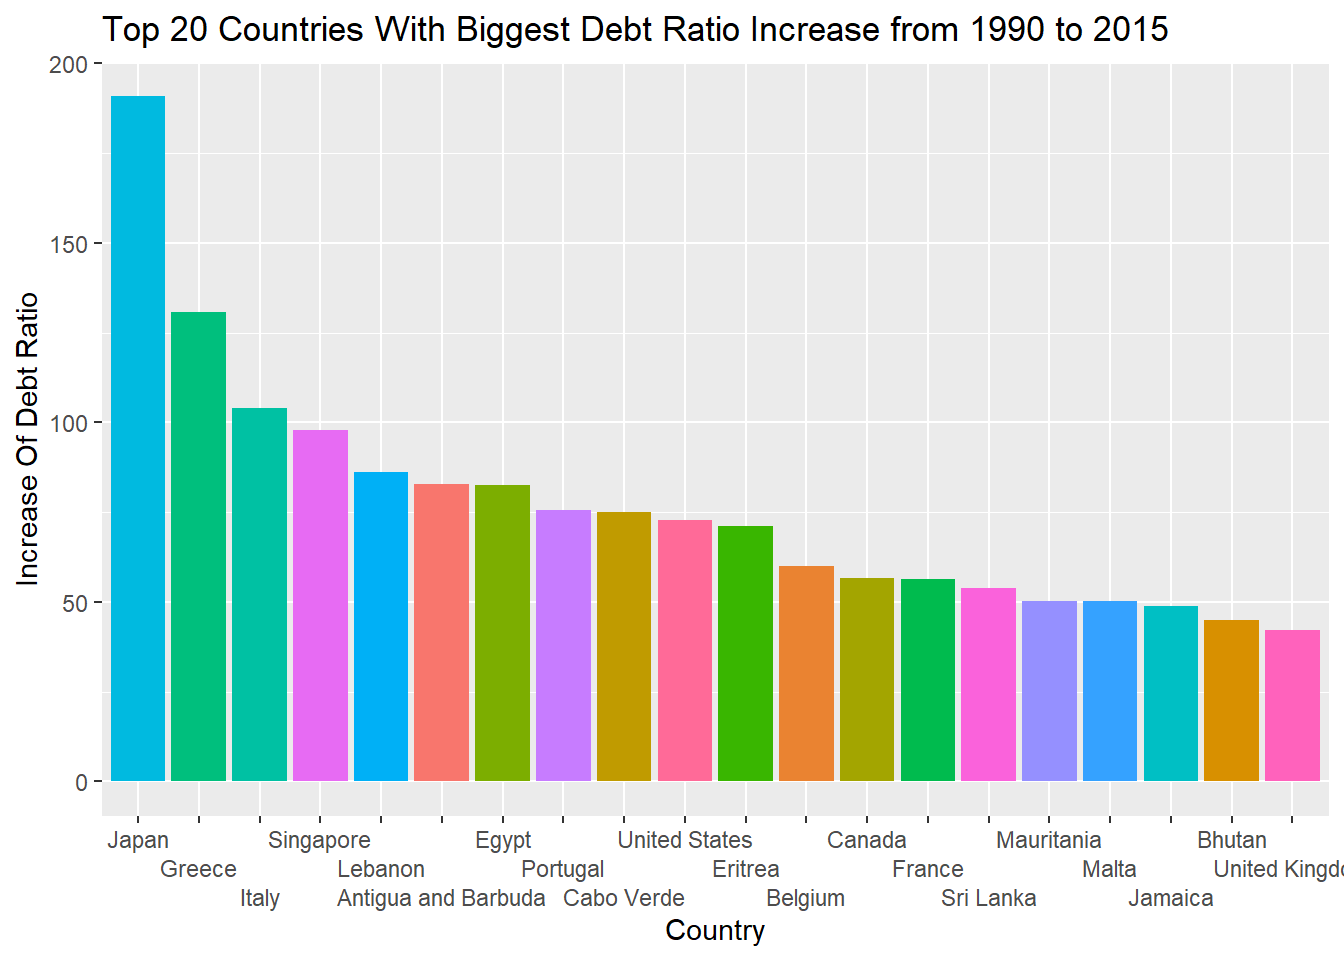 Top 20 Countries With Biggest Debt Ratio Increase from 1990 to 2015
Increase Of Debt Ratio
200
150
100
50
0
Japan Singapore Egypt United States Canada Mauritania Bhutan
Greece Lebanon Portugal Eritrea France Malta United Kingdo
Italy Antigua and Barbuda Cabo Verde Belgium Sri Lanka Jamaica
Country